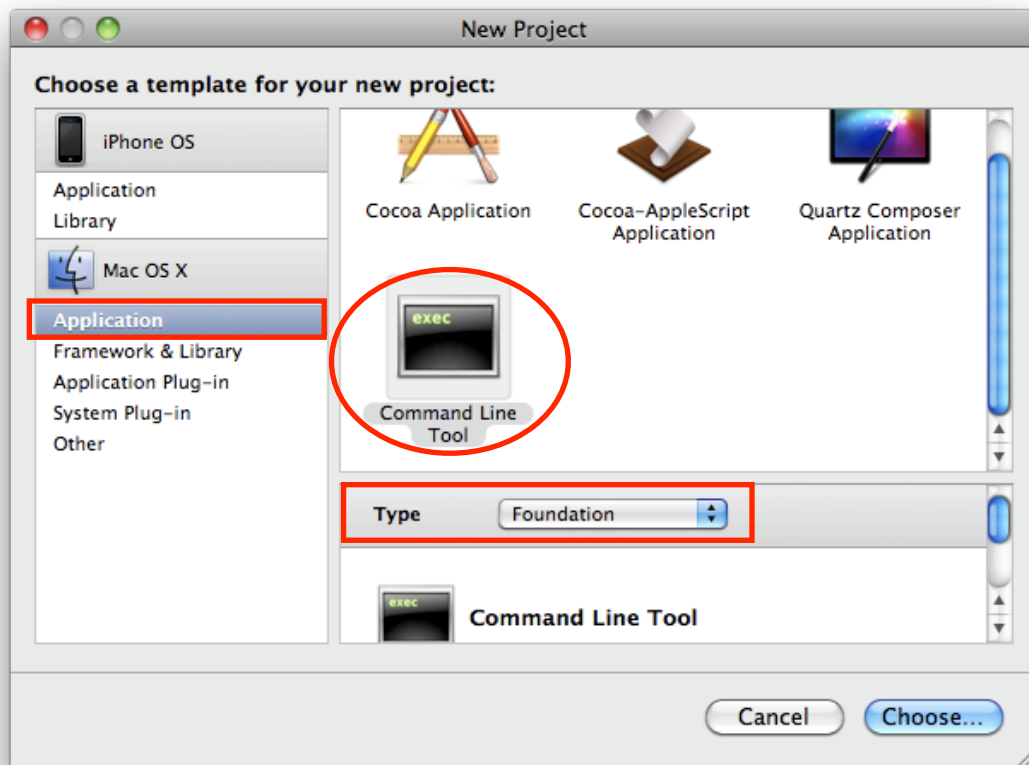 New Project
Choose a template for your new project:
iPhone OS
Application
Library
Mac OS X
Application
Framework & Library
Application Plug-in
System Plug-in
Other
Cocoa Application
Cocoa-AppleScript
Application
Quartz Composer
Application
exec
Command Line
Tool
Type
Foundation
exec
Command Line Tool
Cancel
Choose...